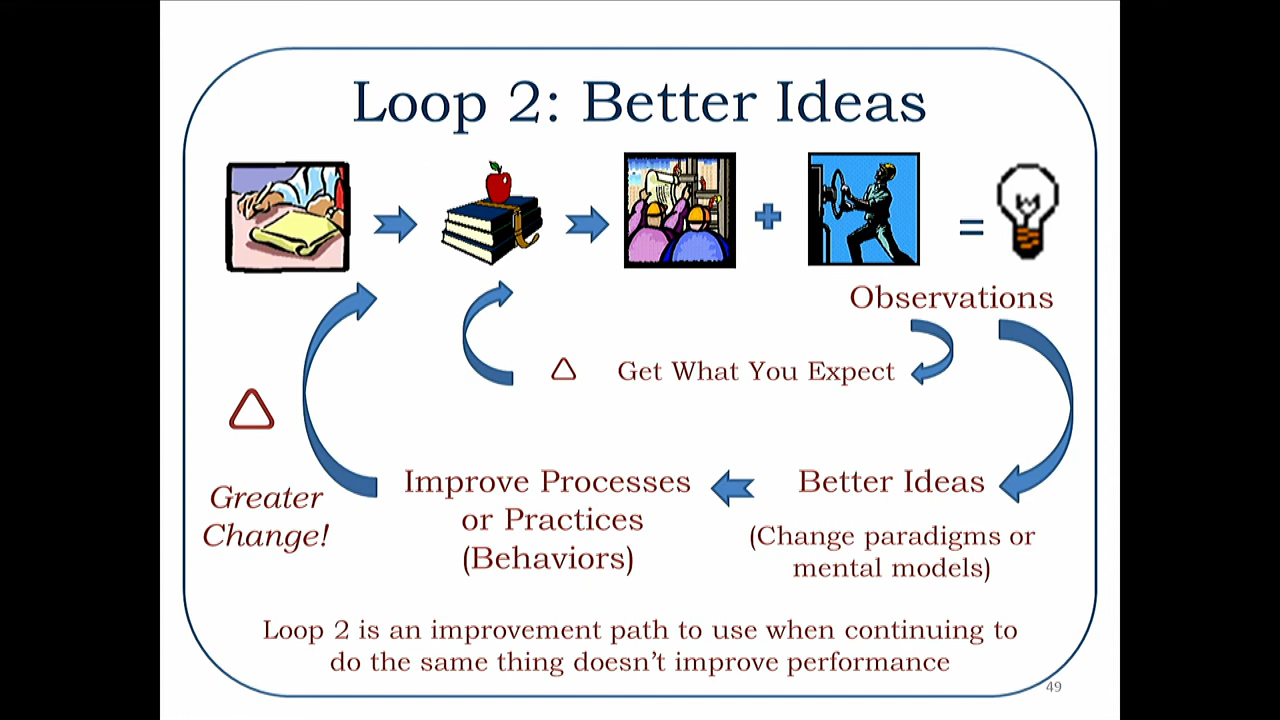 Loop 2: Better Ideas
=
Observations
Get What You Expect
Improve Processes
or Practices
(Behaviors)
Better Ideas
(Change paradigms or
mental models)
Greater
Change!
Loop 2 is an improvement path to use when continuing to
do the same thing doesn't improve performance
49